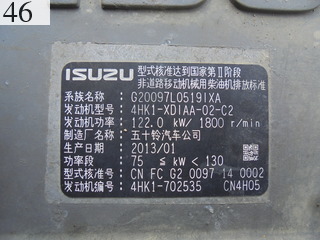 46
ISUZU 型式核准达到国家第Ⅱ阶段
非道路移动机械用柴油机排放标准
系族名称: G20097L0519IXA
发动机型号: 4HK1-XDIAA-02-C2
发动机功率/转速: 122.0 kW/ 1800 r/min
制造厂名称: 五十铃汽车公司
生产日期: 2013/01
功率段: 75 ≤ kW < 130
型式核准号: CN FC G2 0097 14 0002
发动机编号: 4HK1-702535 CN4H05